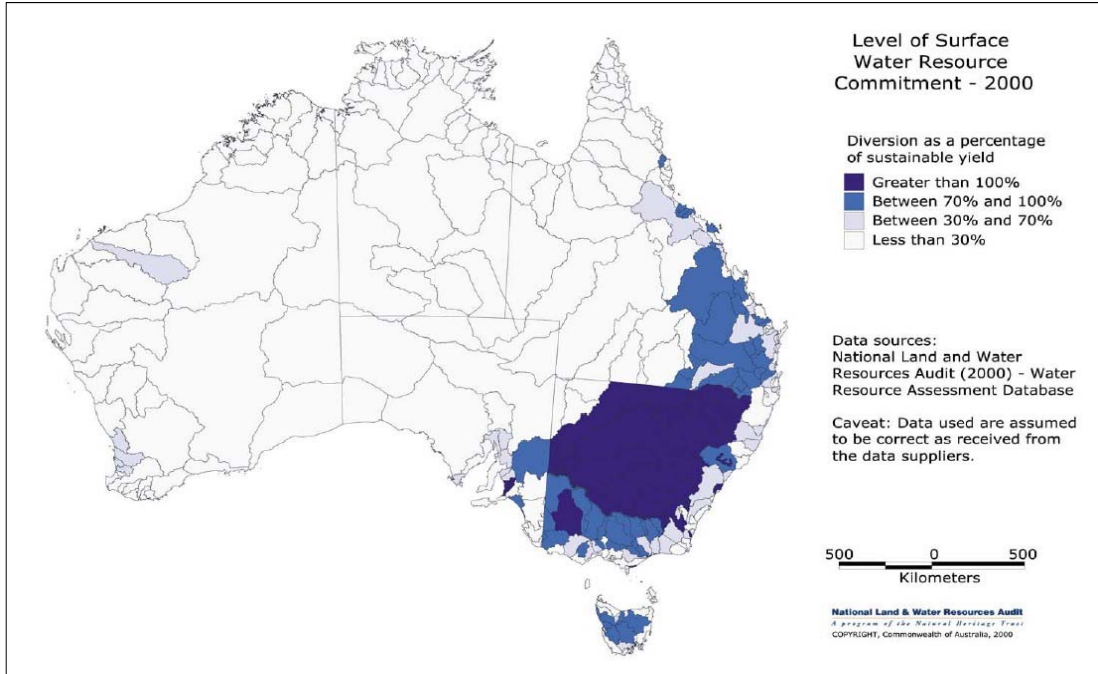 Level of Surface
Water Resource
Commitment - 2000
Diversion as a percentage
of sustainable yield
Greater than 100%
Between 70% and 100%
Between 30% and 70%
Less than 30%
Data sources:
National Land and Water
Resources Audit (2000) - Water
Resource Assessment Database
Caveat: Data used are assumed
to be correct as received from
the data suppliers.
500 0 500
Kilometers
National Land & Water Resources Audit
A program of the Natural Heritage Trust
COPYRIGHT, Commonwealth of Australia, 2000